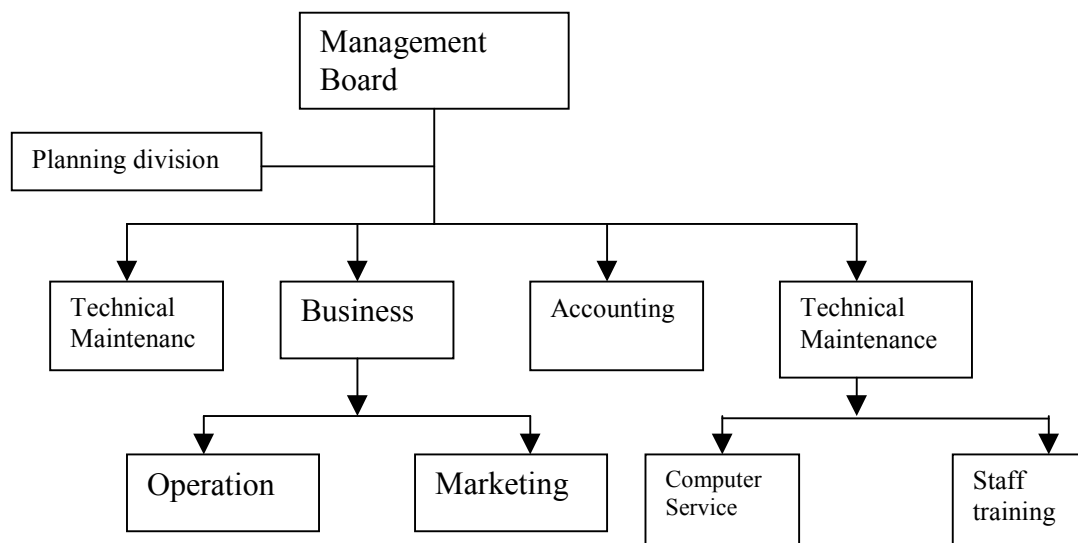 Management
Board
Planning division
Technical
Maintenanc
Business
Accounting
Technical
Maintenance
Operation
Marketing
Computer
Service
Staff
training